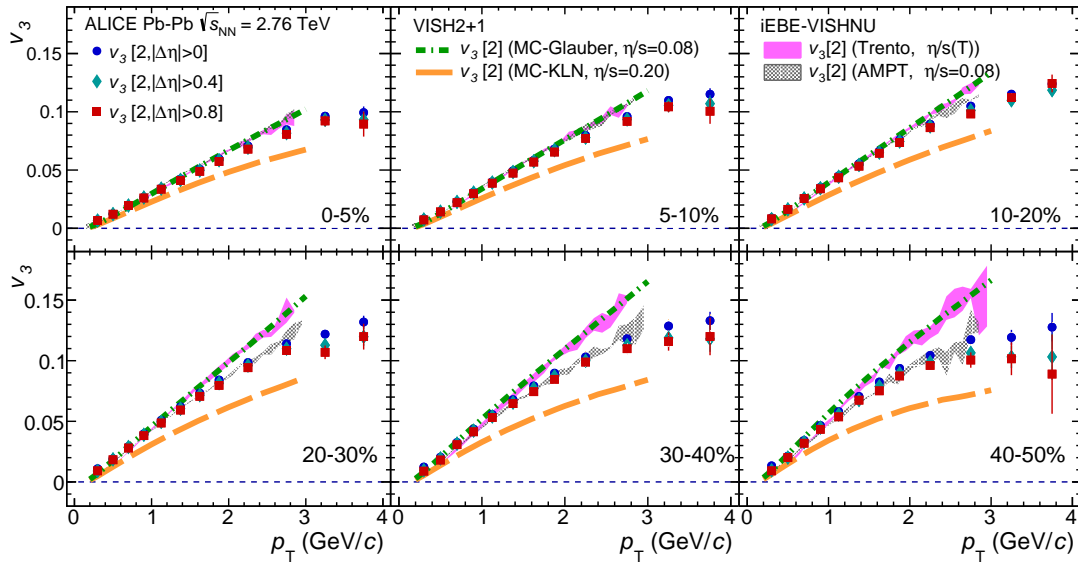 ALICE Pb-Pb √s_NN = 2.76 TeV
v₃ [2,|Δη|>0]
v₃ [2,|Δη|>0.4]
v₃ [2,|Δη|>0.8]
VISH2+1
v₃ [2] (MC-Glauber, η/s=0.08)
v₃ [2] (MC-KLN, η/s=0.20)
iEBE-VISHNU
v₃[2] (Trento, η/s(T))
v₃[2] (AMPT, η/s=0.08)
v₃
0.15
0.1
0.05
0
0-5%
5-10%
10-20%
v₃
0.15
0.1
0.05
0
20-30%
30-40%
40-50%
0 1 2 3 4 0 1 2 3 4 0 1 2 3 4
p_T (GeV/c) p_T (GeV/c) p_T (GeV/c)